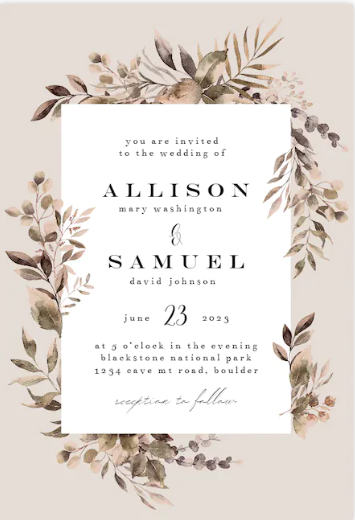 you are invited
to the wedding of
ALLISON
mary washington
&
SAMUEL
david johnson
june 23 2023
at 5 o'clock in the evening
blackstone national park
1234 cave mt road, boulder
reception to follow